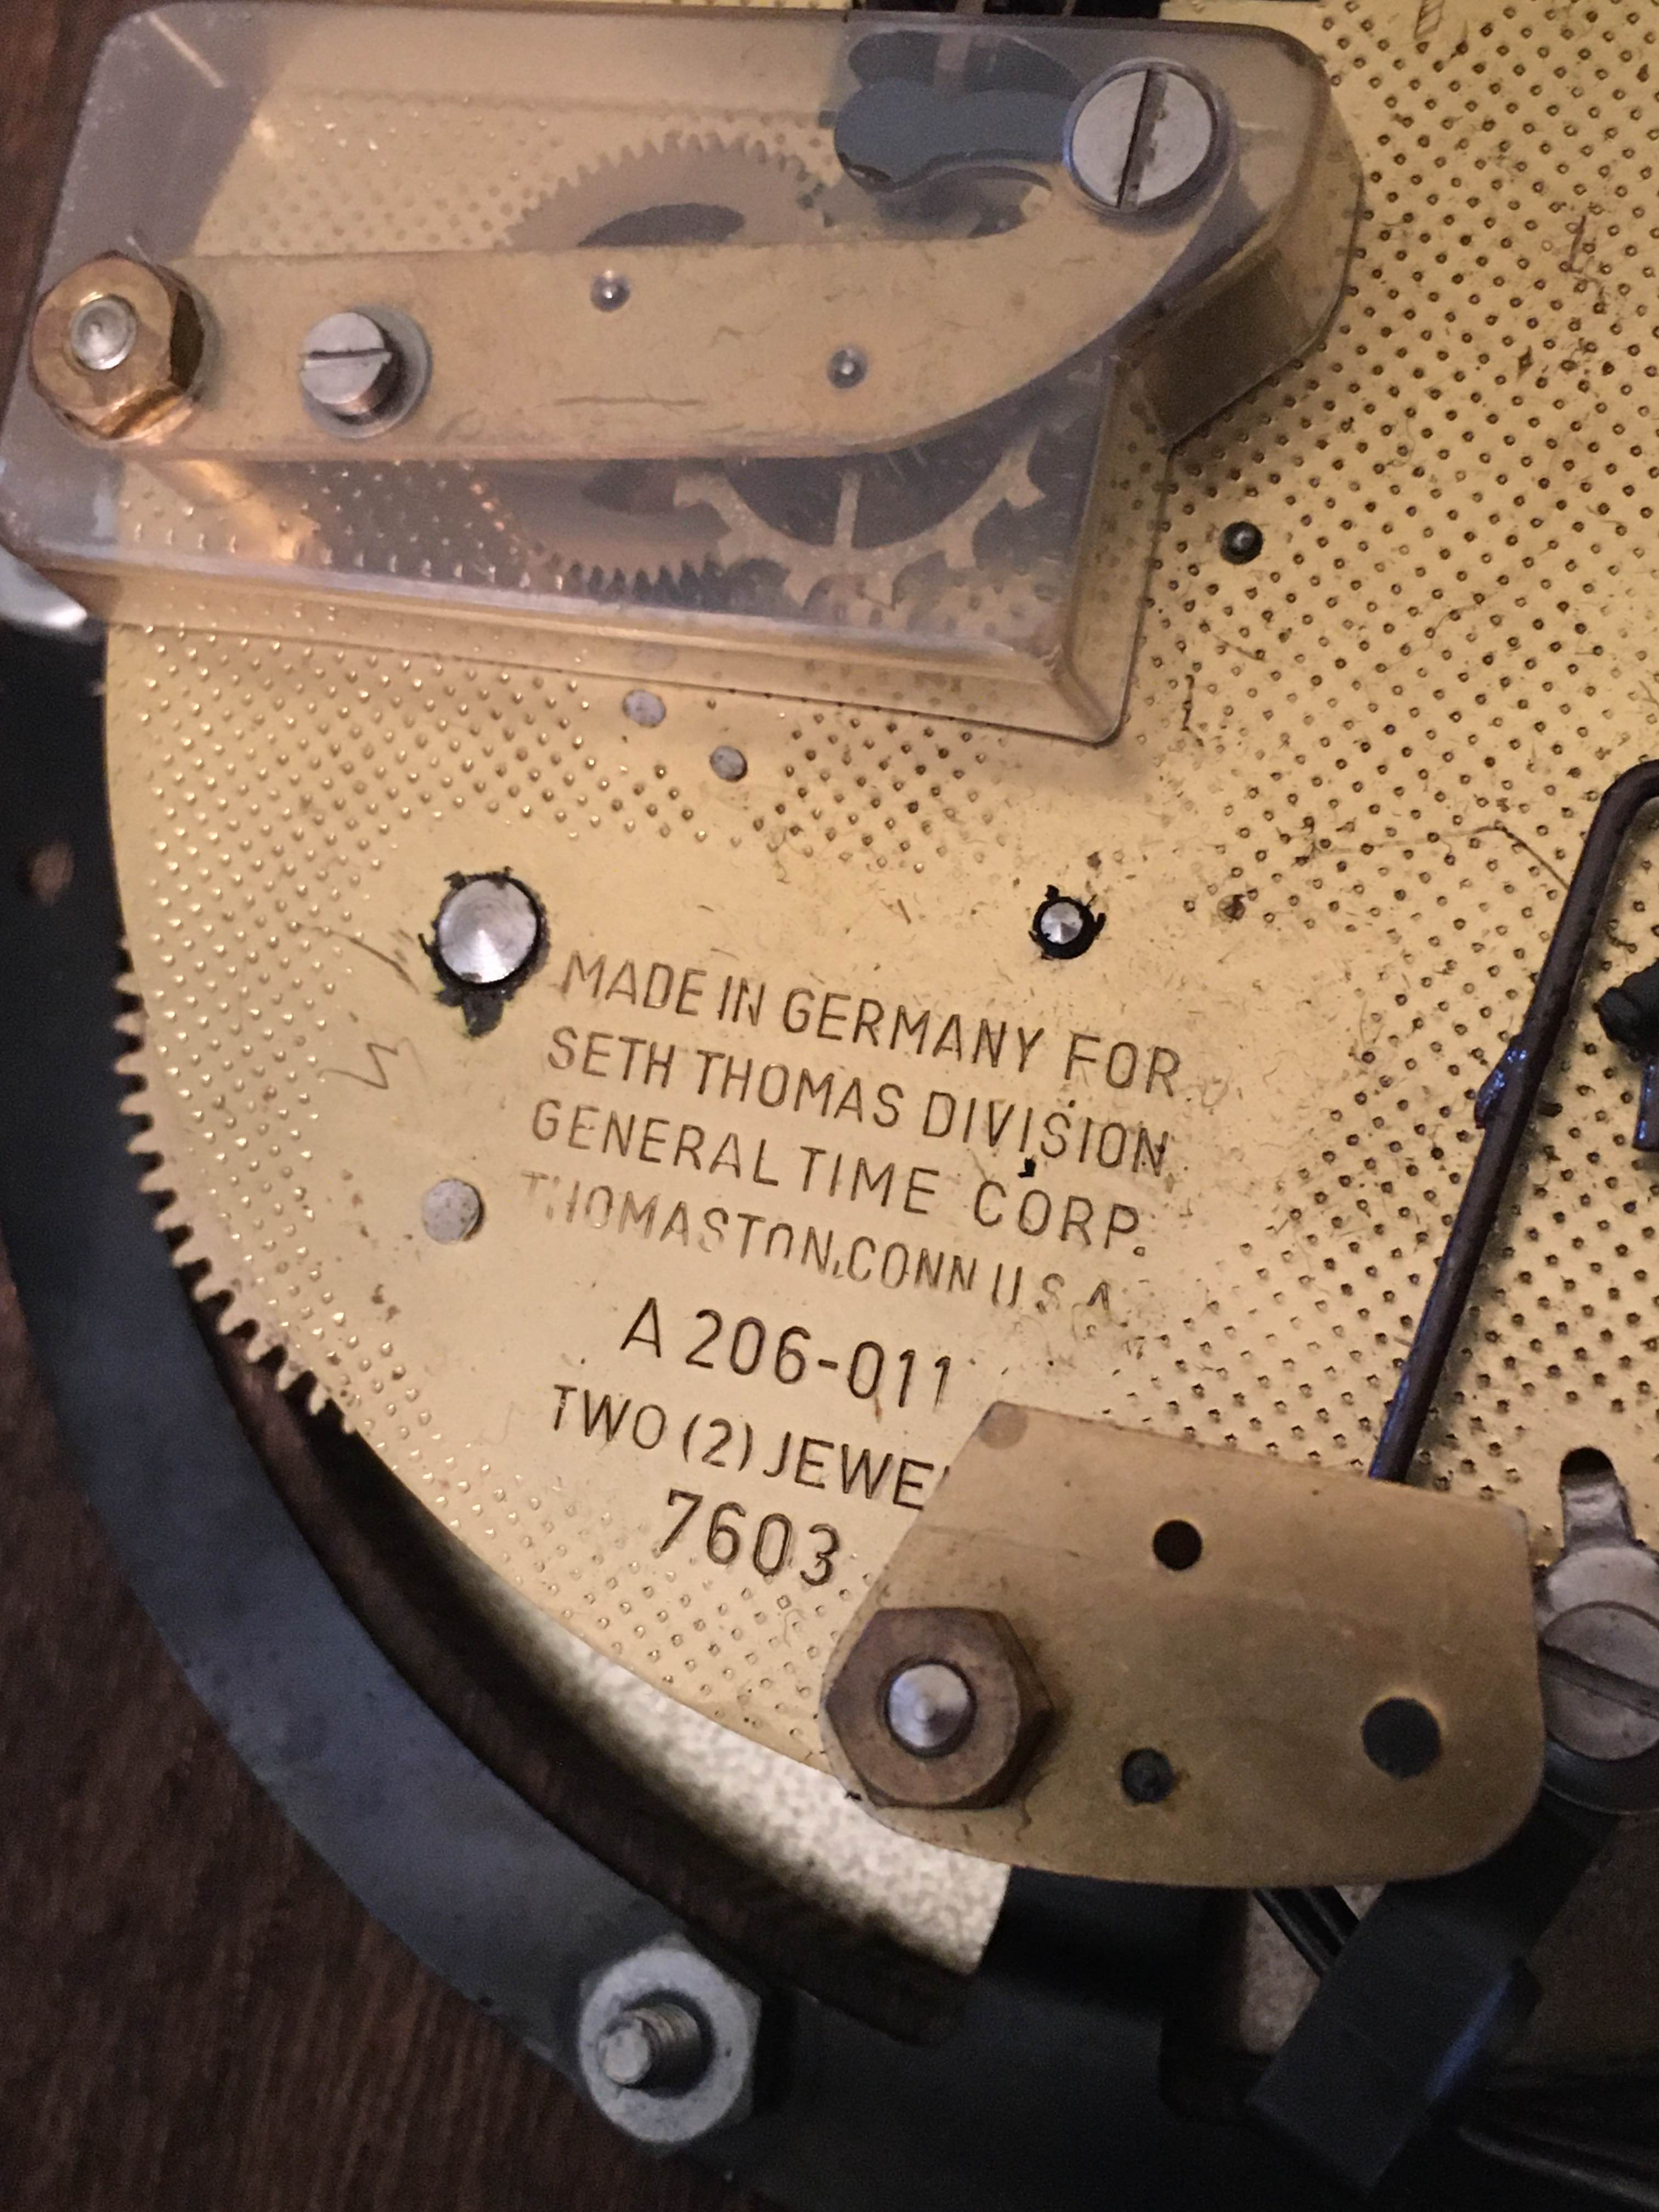 MADE IN GERMANY FOR
SETH THOMAS DIVISION
GENERAL TIME CORP.
THOMASTON, CONN U S A
A 206-011
TWO (2) JEWE
7603